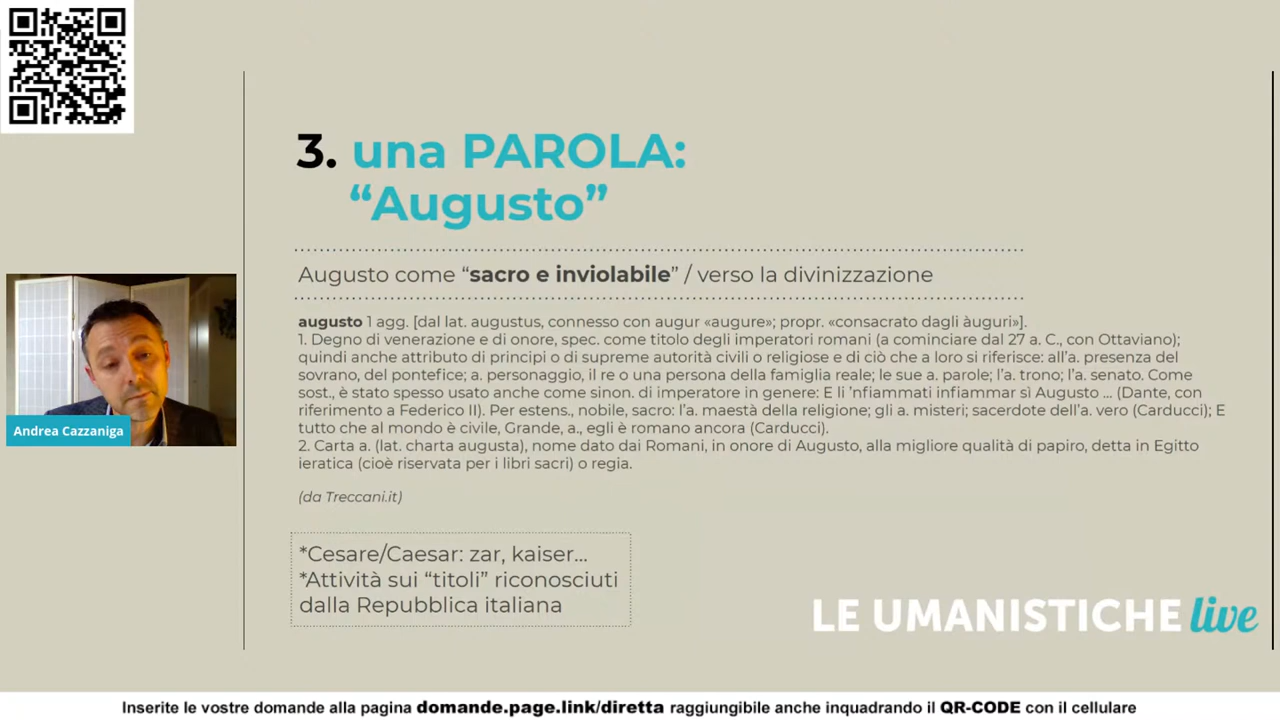 3. una PAROLA:
“Augusto”
Augusto come “sacro e inviolabile” / verso la divinizzazione
augusto 1 agg. [dal lat. augustus, connesso con augur «augure»; propr. «consacrato dagli àuguri»].
1. Degno di venerazione e di onore, spec. come titolo degli imperatori romani (a cominciare dal 27 a. C., con Ottaviano);
quindi anche attributo di principi o di supreme autorità civili o religiose e di ciò che a loro si riferisce: all’a. presenza del
sovrano, del pontefice; a. personaggio, il re o una persona della famiglia reale; le sue a. parole; l’a. trono; l’a. senato. Come
sost., è stato spesso usato anche come sinon. di imperatore in genere: E li ’nfiammati infiammar sì Augusto ... (Dante, con
riferimento a Federico II). Per estens., nobile, sacro: l’a. maestà della religione; gli a. misteri; sacerdote dell’a. vero (Carducci); E
tutto che al mondo è civile, Grande, a., egli è romano ancora (Carducci).
2. Carta a. (lat. charta augusta), nome dato dai Romani, in onore di Augusto, alla migliore qualità di papiro, detta in Egitto
ieratica (cioè riservata per i libri sacri) o regia.
(da Treccani.it)
Andrea Cazzaniga
*Cesare/Caesar: zar, kaiser...
*Attività sui “titoli” riconosciuti
dalla Repubblica italiana
LE UMANISTICHE live
Inserite le vostre domande alla pagina domande.page.link/diretta raggiungibile anche inquadrando il QR-CODE con il cellulare